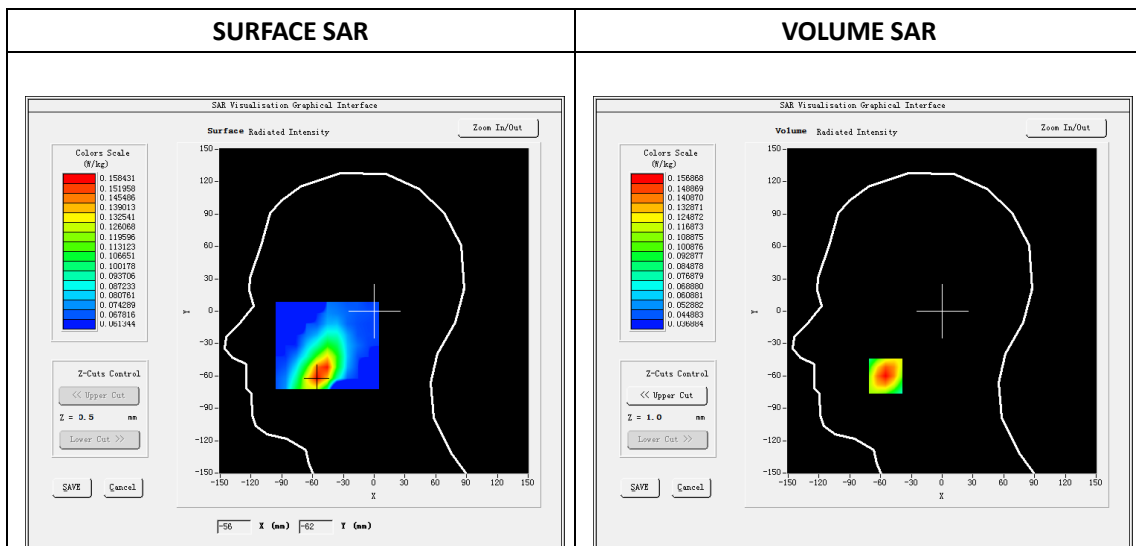 SURFACE SAR
SAR Visualisation Graphical Interface
Surface Radiated Intensity
Zoom In/Out
Colors Scale
(W/kg)
0.158431
0.151958
0.145486
0.139013
0.132541
0.126068
0.119596
0.113123
0.106651
0.100178
0.093706
0.087233
0.080761
0.074289
0.067816
0.061344
150
120
90
60
30
0
-30
-60
-90
-120
-150
Y
-150 -120 -90 -60 -30 0 30 60 90 120 150
X
Z-Cuts Control
<< Upper Cut
Z = 0.5 mm
Lower Cut >>
SAVE Cancel
-56 X (mm) -62 Y (mm)
VOLUME SAR
SAR Visualisation Graphical Interface
Volume Radiated Intensity
Zoom In/Out
Colors Scale
(W/kg)
0.156868
0.148869
0.140870
0.132871
0.124872
0.116873
0.108875
0.100876
0.092877
0.084878
0.076879
0.068880
0.060881
0.052882
0.044883
0.036884
150
120
90
60
30
0
-30
-60
-90
-120
-150
Y
-150 -120 -90 -60 -30 0 30 60 90 120 150
X
Z-Cuts Control
<< Upper Cut
Z = 1.0 mm
Lower Cut >>
SAVE Cancel